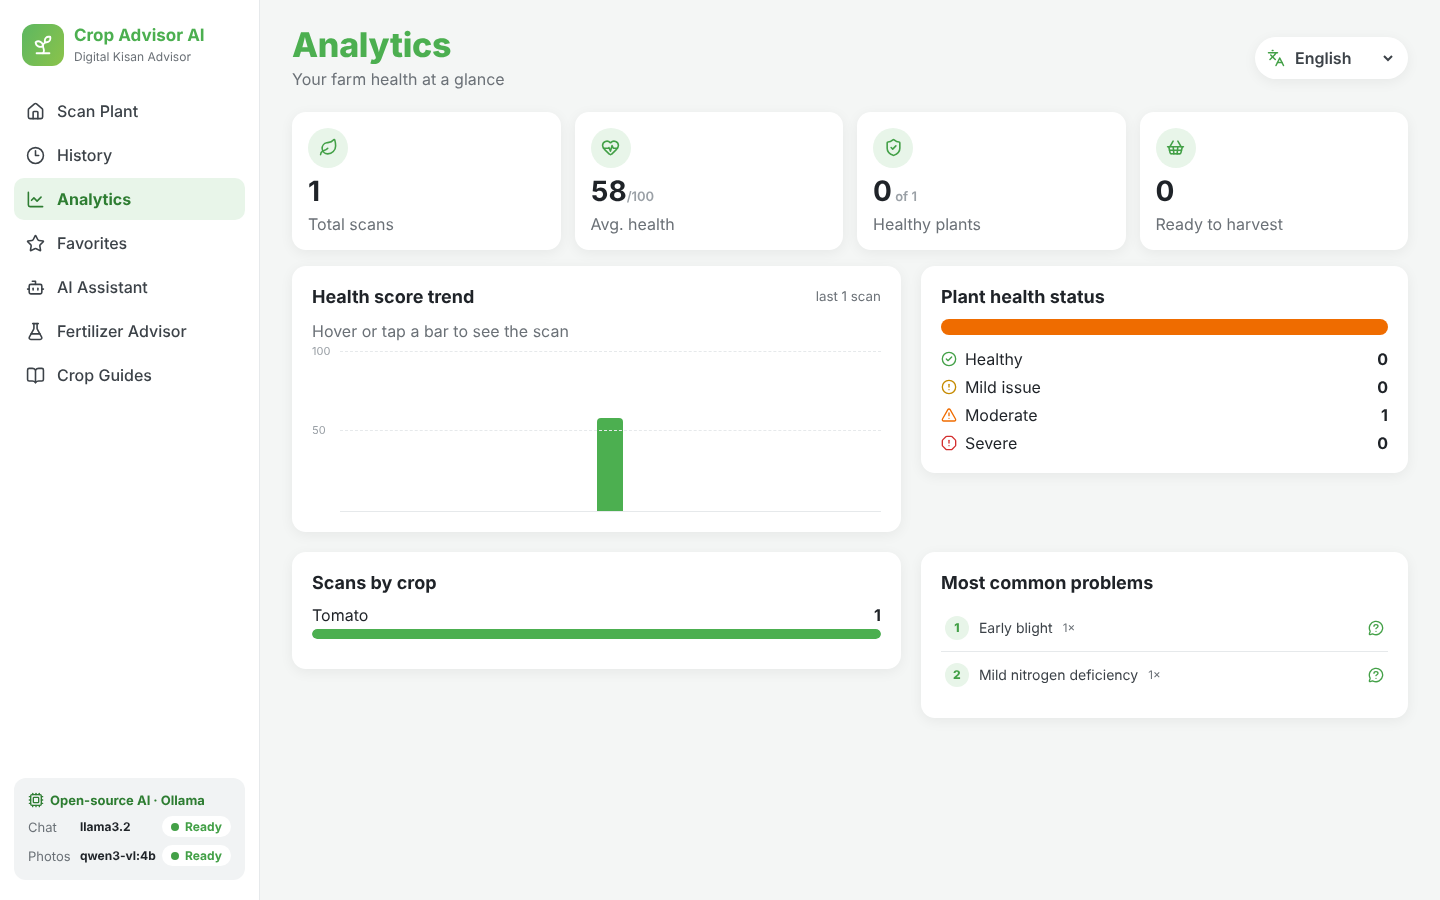 Crop Advisor AI
Digital Kisan Advisor
Scan Plant
History
Analytics
Favorites
AI Assistant
Fertilizer Advisor
Crop Guides
Open-source AI · Ollama
Chat llama3.2 Ready
Photos qwen3-vl:4b Ready
Analytics
Your farm health at a glance
English
1
Total scans
58/100
Avg. health
0 of 1
Healthy plants
0
Ready to harvest
Health score trend last 1 scan
Hover or tap a bar to see the scan
100
50
Plant health status
Healthy 0
Mild issue 0
Moderate 1
Severe 0
Scans by crop
Tomato 1
Most common problems
1 Early blight 1×
2 Mild nitrogen deficiency 1×